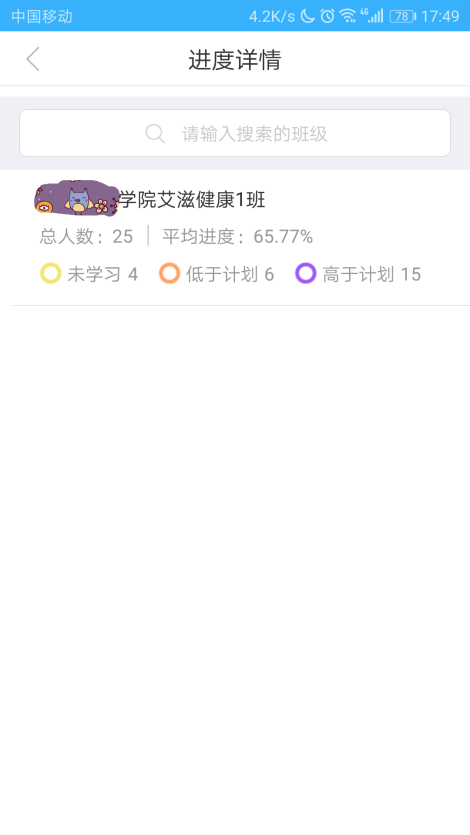 中国移动 4.2K/s 4G 78 17:49
进度详情
请输入搜索的班级
学院艾滋健康1班
总人数：25 平均进度：65.77%
未学习 4 低于计划 6 高于计划 15